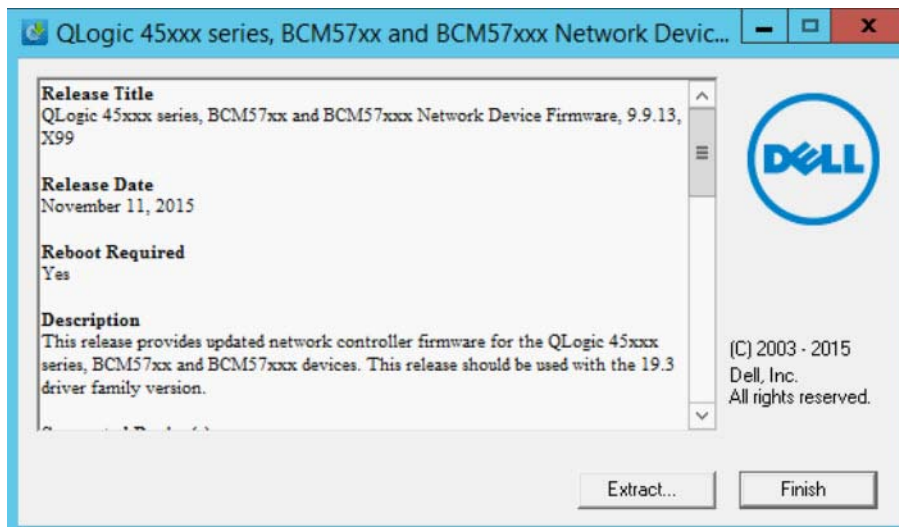 QLogic 45xxx series, BCM57xx and BCM57xxx Network Devic...
Release Title
QLogic 45xxx series, BCM57xx and BCM57xxx Network Device Firmware, 9.9.13,
X99
Release Date
November 11, 2015
Reboot Required
Yes
Description
This release provides updated network controller firmware for the QLogic 45xxx
series, BCM57xx and BCM57xxx devices. This release should be used with the 19.3
driver family version.
DELL
(C) 2003 - 2015
Dell, Inc.
All rights reserved.
Extract...
Finish